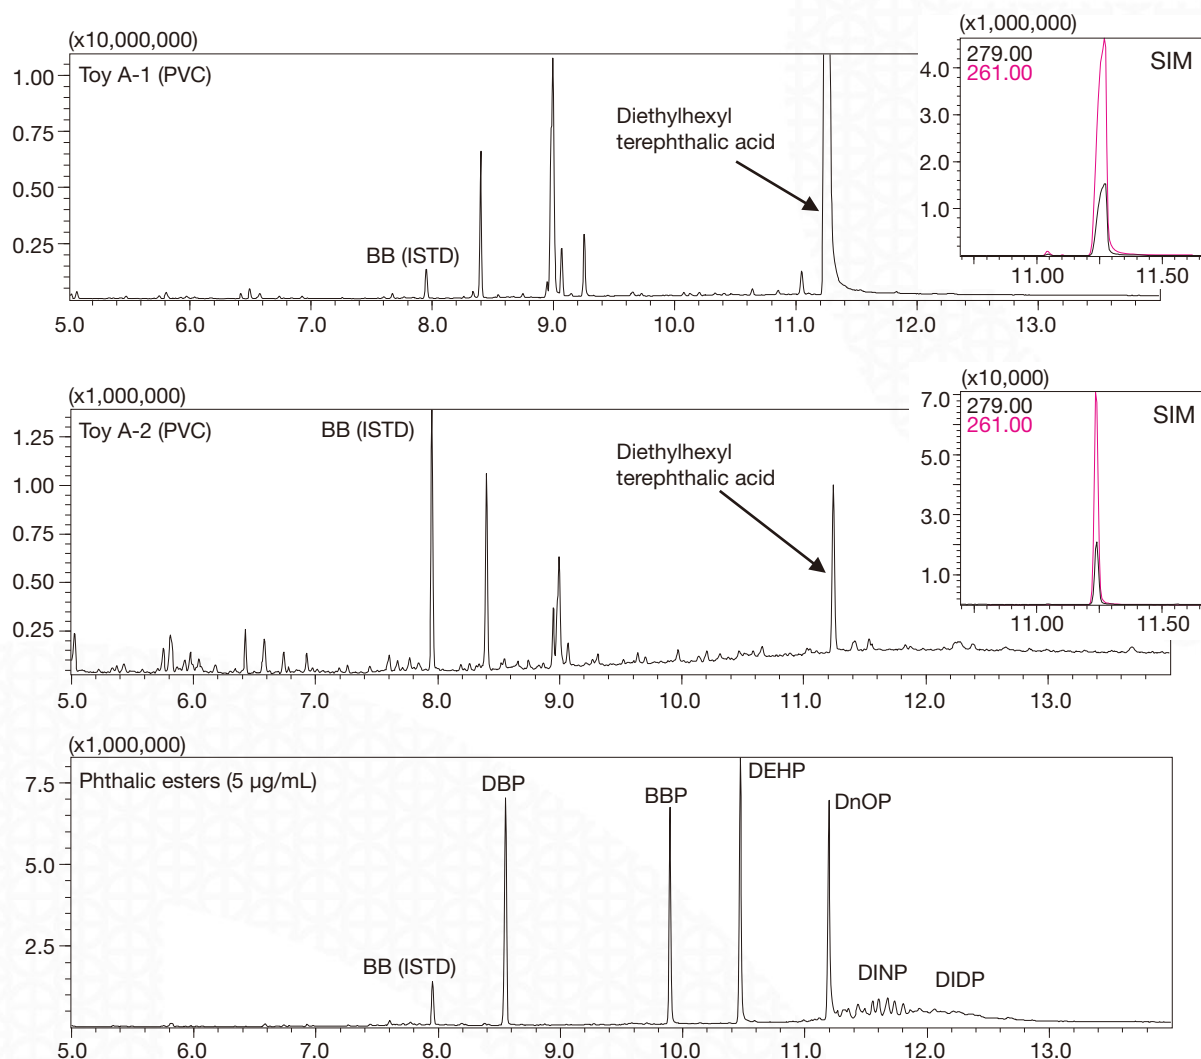 (x10,000,000)
Toy A-1 (PVC)
1.00
0.75
0.50
0.25
BB (ISTD)
Diethylhexyl
terephthalic acid
5.0 6.0 7.0 8.0 9.0 10.0 11.0 12.0 13.0
(x1,000,000)
279.00
261.00
SIM
4.0
3.0
2.0
1.0
11.00 11.50
(x1,000,000)
Toy A-2 (PVC)
BB (ISTD)
1.25
1.00
0.75
0.50
0.25
Diethylhexyl
terephthalic acid
5.0 6.0 7.0 8.0 9.0 10.0 11.0 12.0 13.0
(x10,000)
279.00
261.00
SIM
7.0
5.0
3.0
1.0
11.00 11.50
(x1,000,000)
Phthalic esters (5 µg/mL)
7.5
5.0
2.5
BB (ISTD)
DBP
BBP
DEHP
DnOP
DINP
DIDP
5.0 6.0 7.0 8.0 9.0 10.0 11.0 12.0 13.0